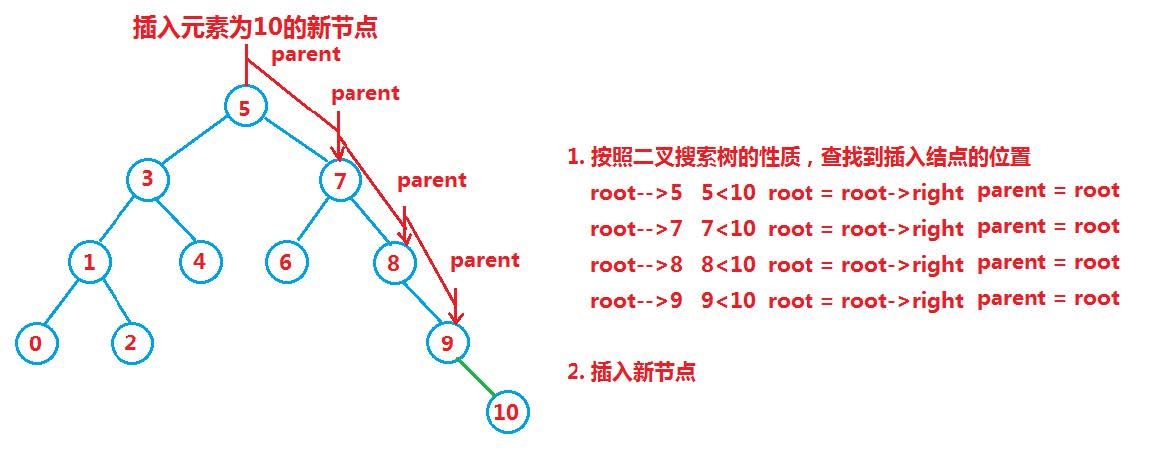 插入元素为10的新节点
parent
parent
5
1. 按照二叉搜索树的性质，查找到插入结点的位置
3
7
parent
root-->5 5<10 root = root->right parent = root
root-->7 7<10 root = root->right parent = root
1
4
6
8
parent
root-->8 8<10 root = root->right parent = root
root-->9 9<10 root = root->right parent = root
0
2
9
2. 插入新节点
10